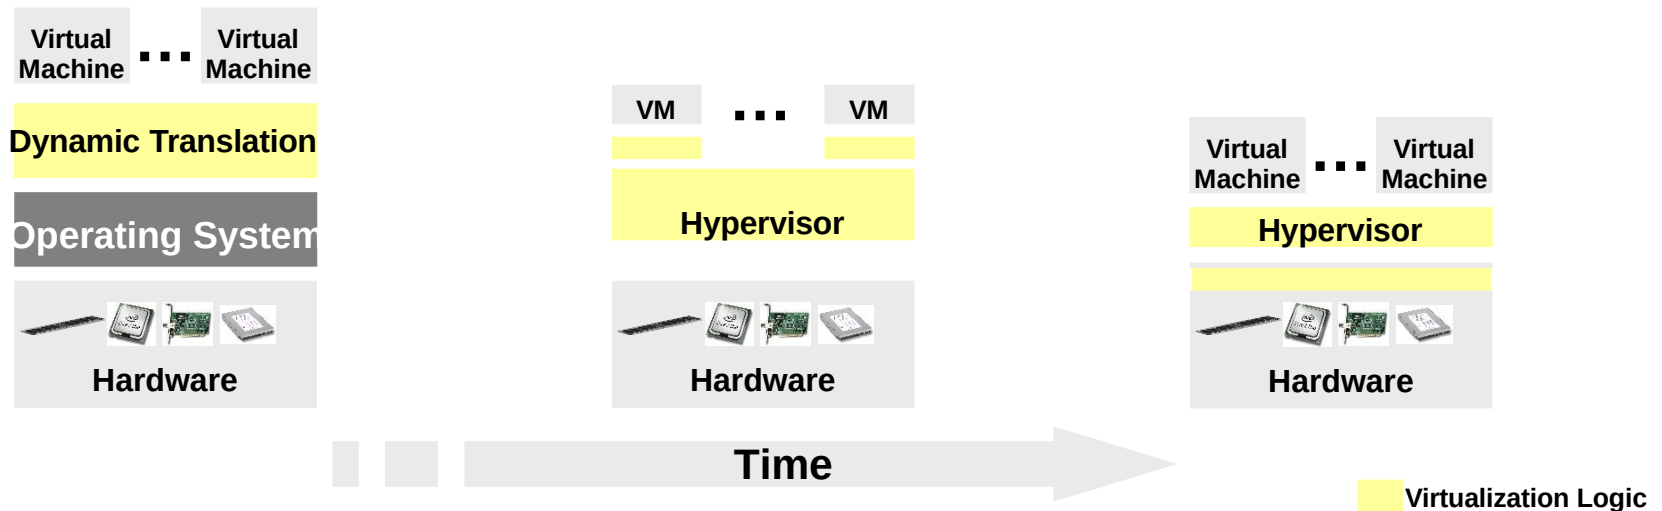 Virtual
Machine
...
Virtual
Machine
Dynamic Translation
Operating System
Hardware
VM
...
VM
Hypervisor
Hardware
Virtual
Machine
...
Virtual
Machine
Hypervisor
Hardware
Time
Virtualization Logic